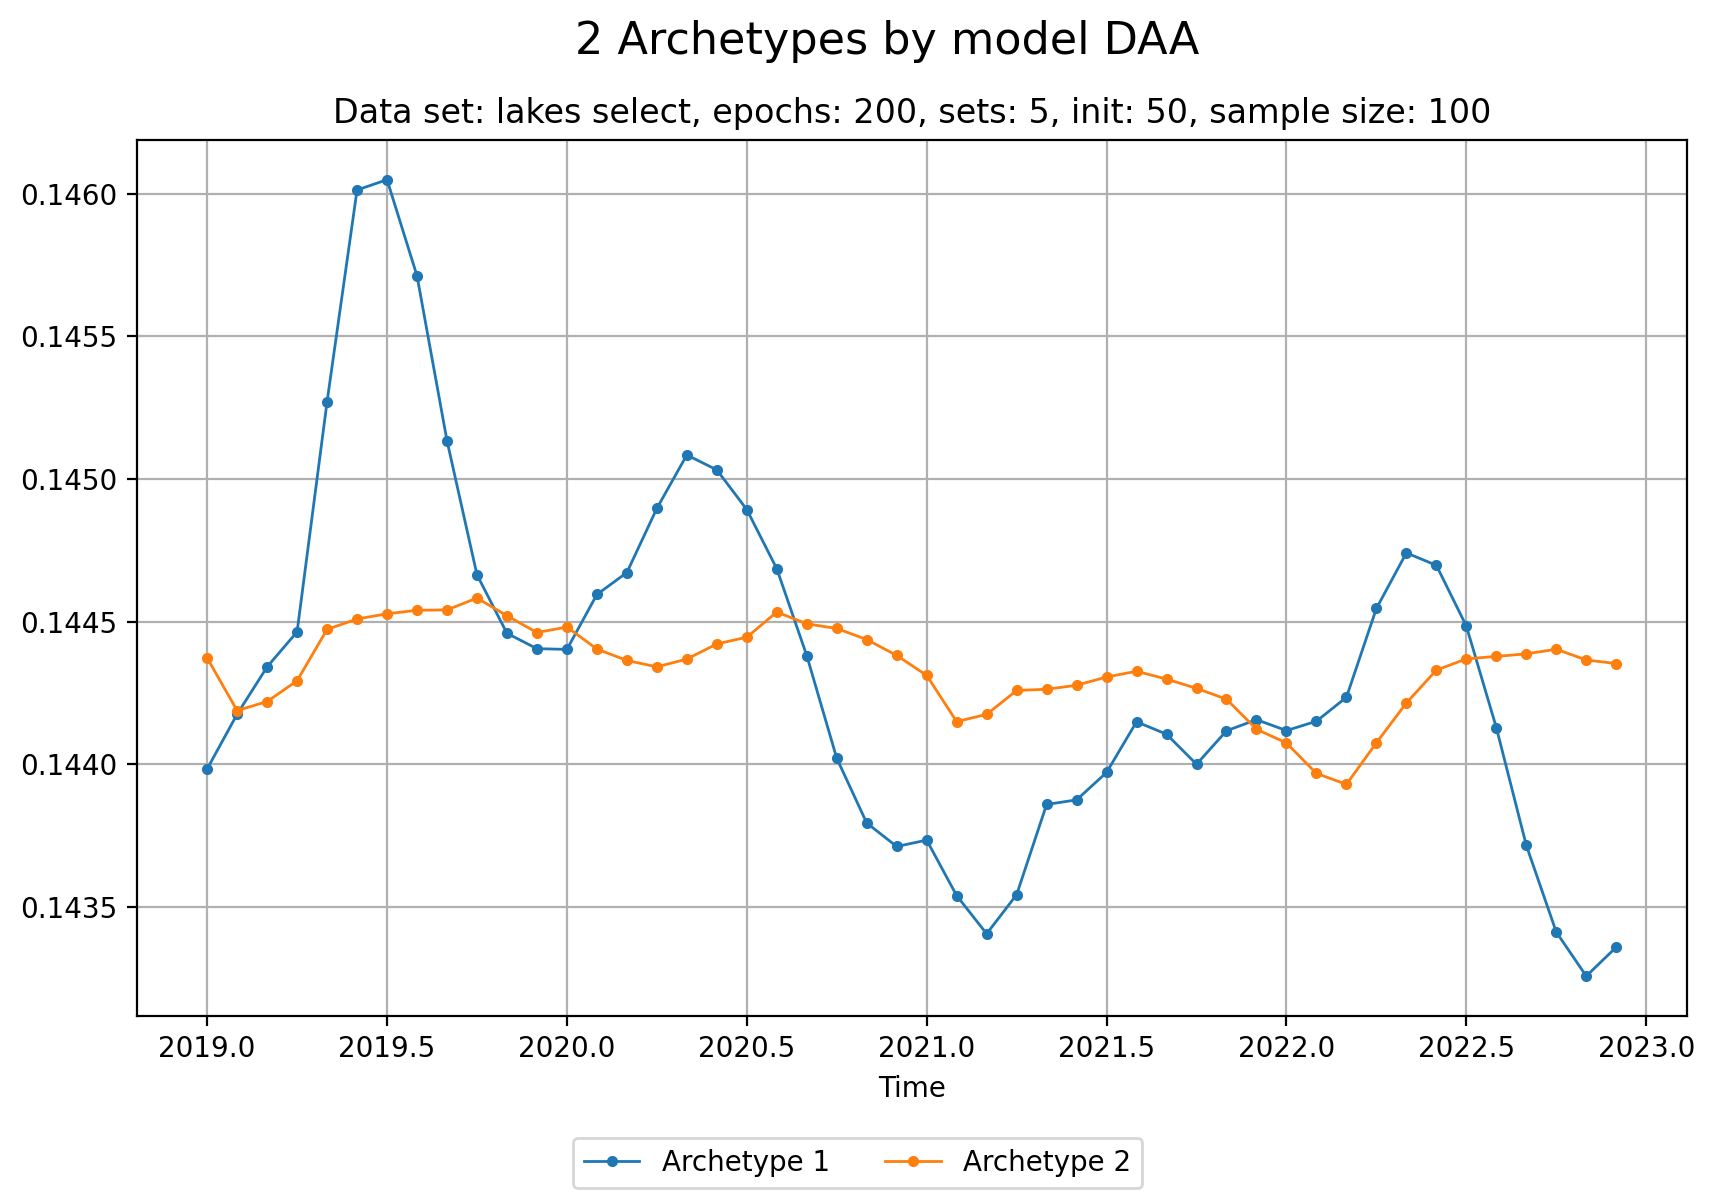 2 Archetypes by model DAA
Data set: lakes select, epochs: 200, sets: 5, init: 50, sample size: 100
0.1460
0.1455
0.1450
0.1445
0.1440
0.1435
2019.0 2019.5 2020.0 2020.5 2021.0 2021.5 2022.0 2022.5 2023.0
Time
Archetype 1 Archetype 2